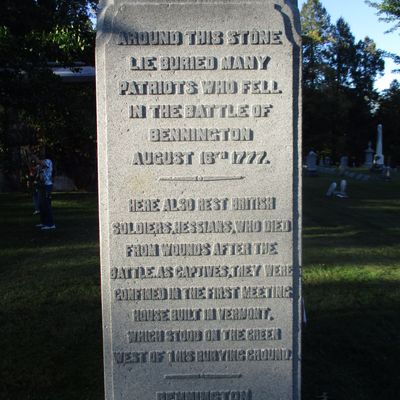 AROUND THIS STONE
LIE BURIED MANY
PATRIOTS WHO FELL
IN THE BATTLE OF
BENNINGTON
AUGUST 16TH 1777.
HERE ALSO REST BRITISH
SOLDIERS, HESSIANS, WHO DIED
FROM WOUNDS AFTER THE
BATTLE. AS CAPTIVES, THEY WERE
CONFINED IN THE FIRST MEETING
HOUSE BUILT IN VERMONT,
WHICH STOOD ON THE GREEN
WEST OF THIS BURYING GROUND.
BENNINGTON